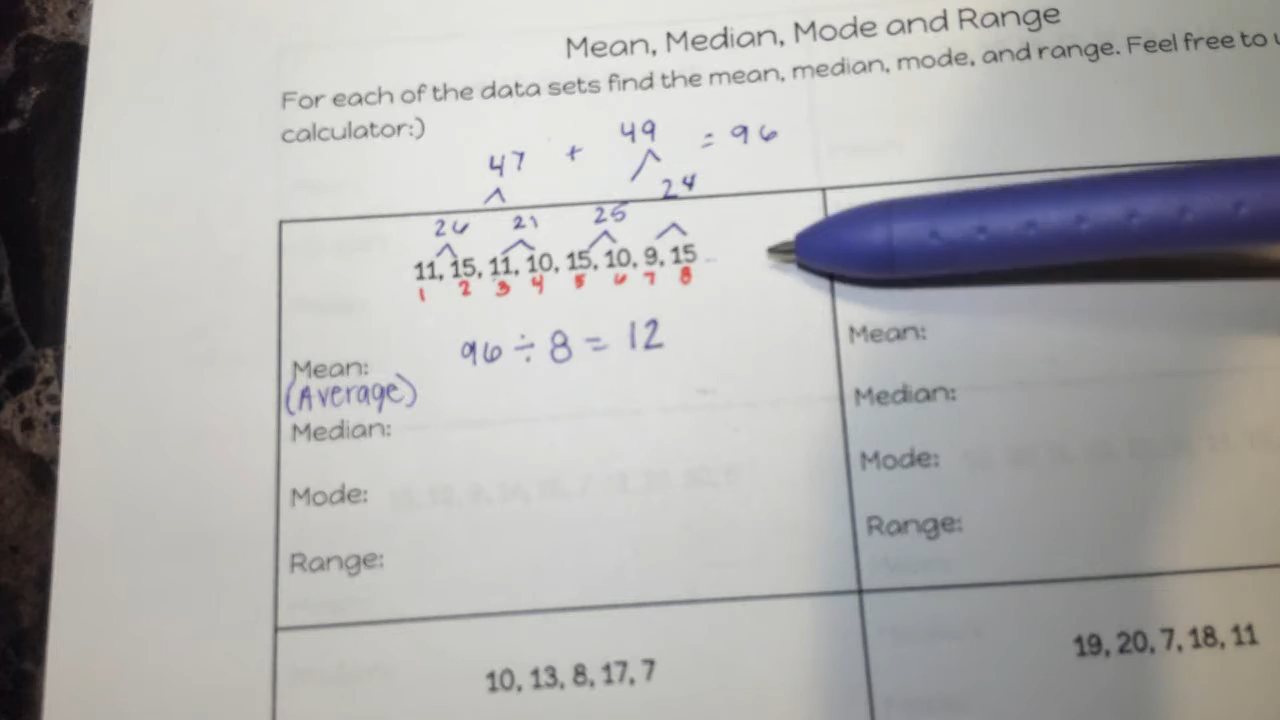 Mean, Median, Mode and Range
For each of the data sets find the mean, median, mode, and range. Feel free to
calculator:)
47 + 49 = 96
26 21 25 24
11, 15, 11, 10, 15, 10, 9, 15
1 2 3 4 5 6 7 8
96 ÷ 8 = 12
Mean:
(Average)
Median:
Mode:
Range:
Mean:
Median:
Mode:
Range:
10, 13, 8, 17, 7
19, 20, 7, 18, 11